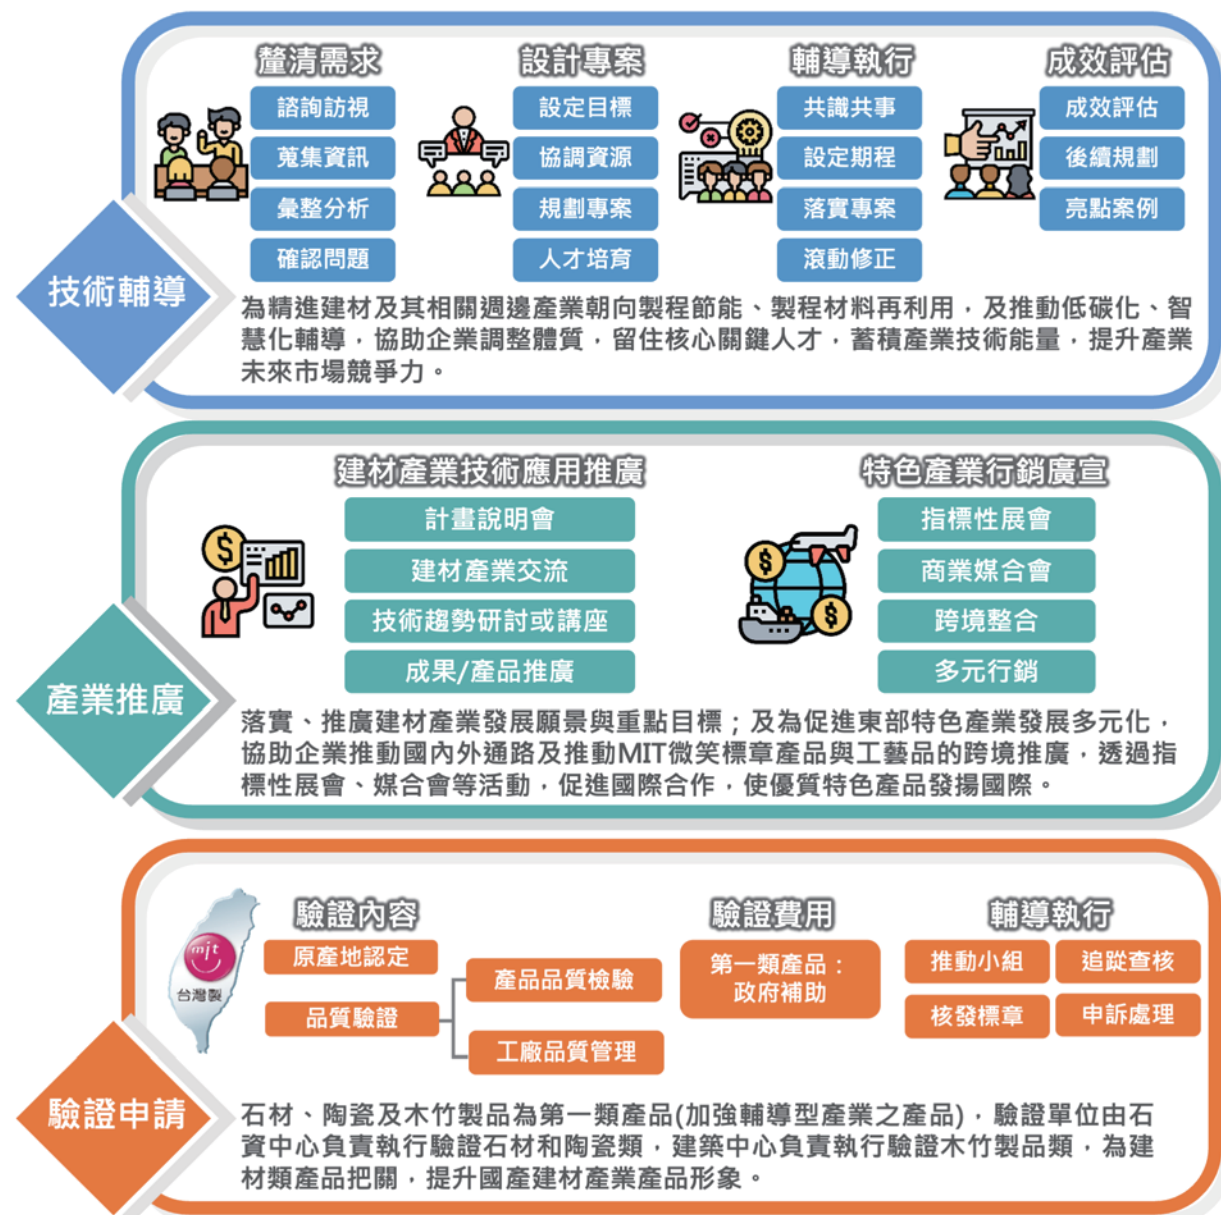 技術輔導
釐清需求
諮詢訪視
蒐集資訊
彙整分析
確認問題
設計專案
設定目標
協調資源
規劃專案
人才培育
輔導執行
共識共事
設定期程
落實專案
滾動修正
成效評估
成效評估
後續規劃
亮點案例
為精進建材及其相關週邊產業朝向製程節能、製程材料再利用，及推動低碳化、智
慧化輔導，協助企業調整體質，留住核心關鍵人才，蓄積產業技術能量，提升產業
未來市場競爭力。
產業推廣
建材產業技術應用推廣
計畫說明會
建材產業交流
技術趨勢研討或講座
成果/產品推廣
特色產業行銷廣宣
指標性展會
商業媒合會
跨境整合
多元行銷
落實、推廣建材產業發展願景與重點目標；及為促進東部特色產業發展多元化，
協助企業推動國內外通路及推動MIT微笑標章產品與工藝品的跨境推廣，透過指
標性展會、媒合會等活動，促進國際合作，使優質特色產品發揚國際。
驗證申請
mit
台灣製
驗證內容
原產地認定
品質驗證
產品品質檢驗
工廠品質管理
驗證費用
第一類產品：
政府補助
輔導執行
推動小組
追蹤查核
核發標章
申訴處理
石材、陶瓷及木竹製品為第一類產品(加強輔導型產業之產品)，驗證單位由石
資中心負責執行驗證石材和陶瓷類，建築中心負責執行驗證木竹製品類，為建
材類產品把關，提升國產建材產業產品形象。